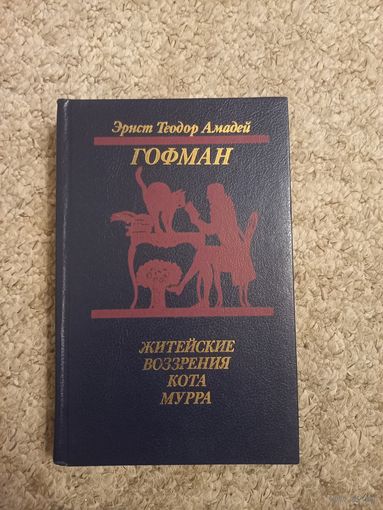 Эрнст Теодор Амадей
ГОФМАН
ЖИТЕЙСКИЕ
ВОЗЗРЕНИЯ
КОТА
МУРРА